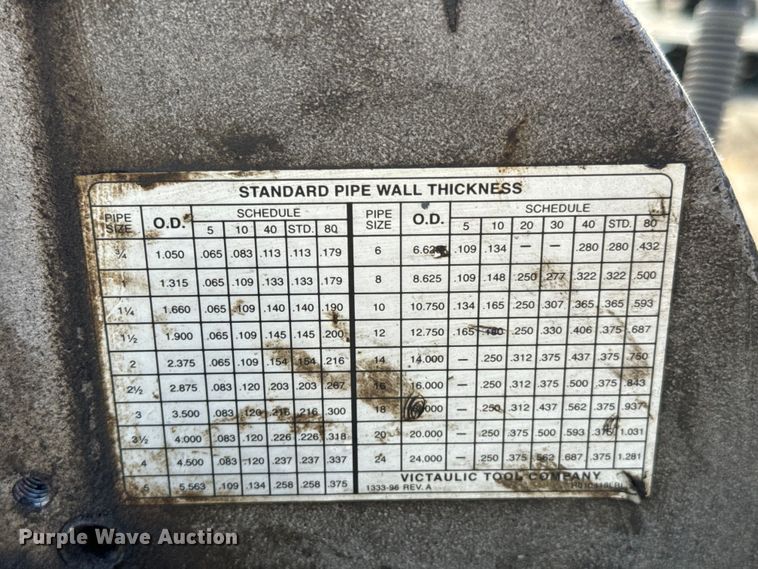 STANDARD PIPE WALL THICKNESS
PIPE SIZE O.D. SCHEDULE 5 10 40 STD. 80
¾ 1.050 .065 .083 .113 .113 .179
1 1.315 .065 .109 .133 .133 .179
1¼ 1.660 .065 .109 .140 .140 .190
1½ 1.900 .065 .109 .145 .145 .200
2 2.375 .065 .109 .154 .154 .216
2½ 2.875 .083 .120 .203 .203 .267
3 3.500 .083 .120 .216 .216 .300
3½ 4.000 .083 .120 .226 .226 .318
4 4.500 .083 .120 .237 .237 .337
5 5.563 .109 .134 .258 .258 .375
PIPE SIZE O.D. SCHEDULE 5 10 20 30 40 STD. 80
6 .109 .134 — — .280 .280 .432
8 8.625 .109 .148 .250 .277 .322 .322 .500
10 10.750 .134 .165 .250 .307 .365 .365 .593
12 12.750 .165 .180 .250 .330 .406 .375 .687
14 14.000 — .250 .312 .375 .437 .375 .750
16 16.000 — .250 .312 .375 .500 .375 .843
18 — .250 .312 .437 .562 .375 .937
20 20.000 — .250 .375 .500 .593 .375 1.031
24 24.000 — .250 .375 .562 .687 .375 1.281
VICTAULIC TOOL COMPANY
1333-96 REV. A
Purple Wave Auction